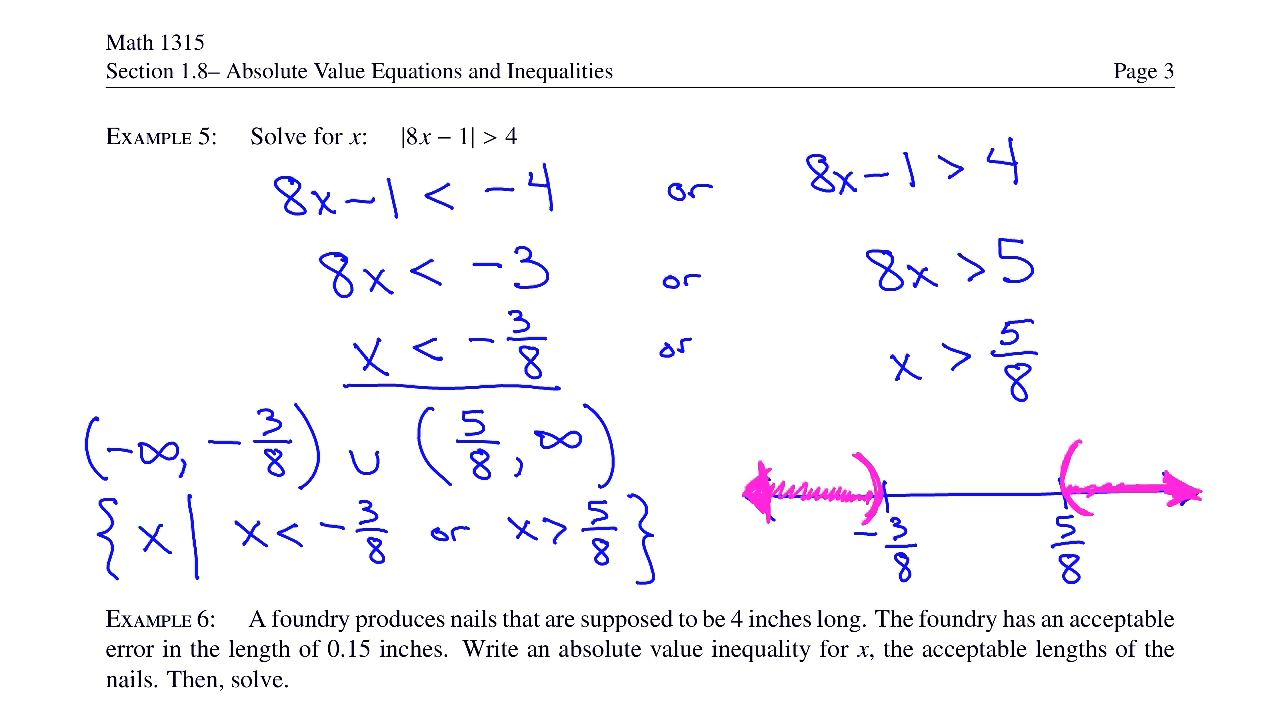 Math 1315
Section 1.8– Absolute Value Equations and Inequalities Page 3
EXAMPLE 5: Solve for x: |8x − 1| > 4
8x−1 < −4 or 8x−1 > 4
8x < −3 or 8x > 5
x < −3/8 or x > 5/8
(−∞, −3/8) ∪ (5/8, ∞)
{x | x < −3/8 or x > 5/8}
−3/8 5/8
EXAMPLE 6: A foundry produces nails that are supposed to be 4 inches long. The foundry has an acceptable
error in the length of 0.15 inches. Write an absolute value inequality for x, the acceptable lengths of the
nails. Then, solve.